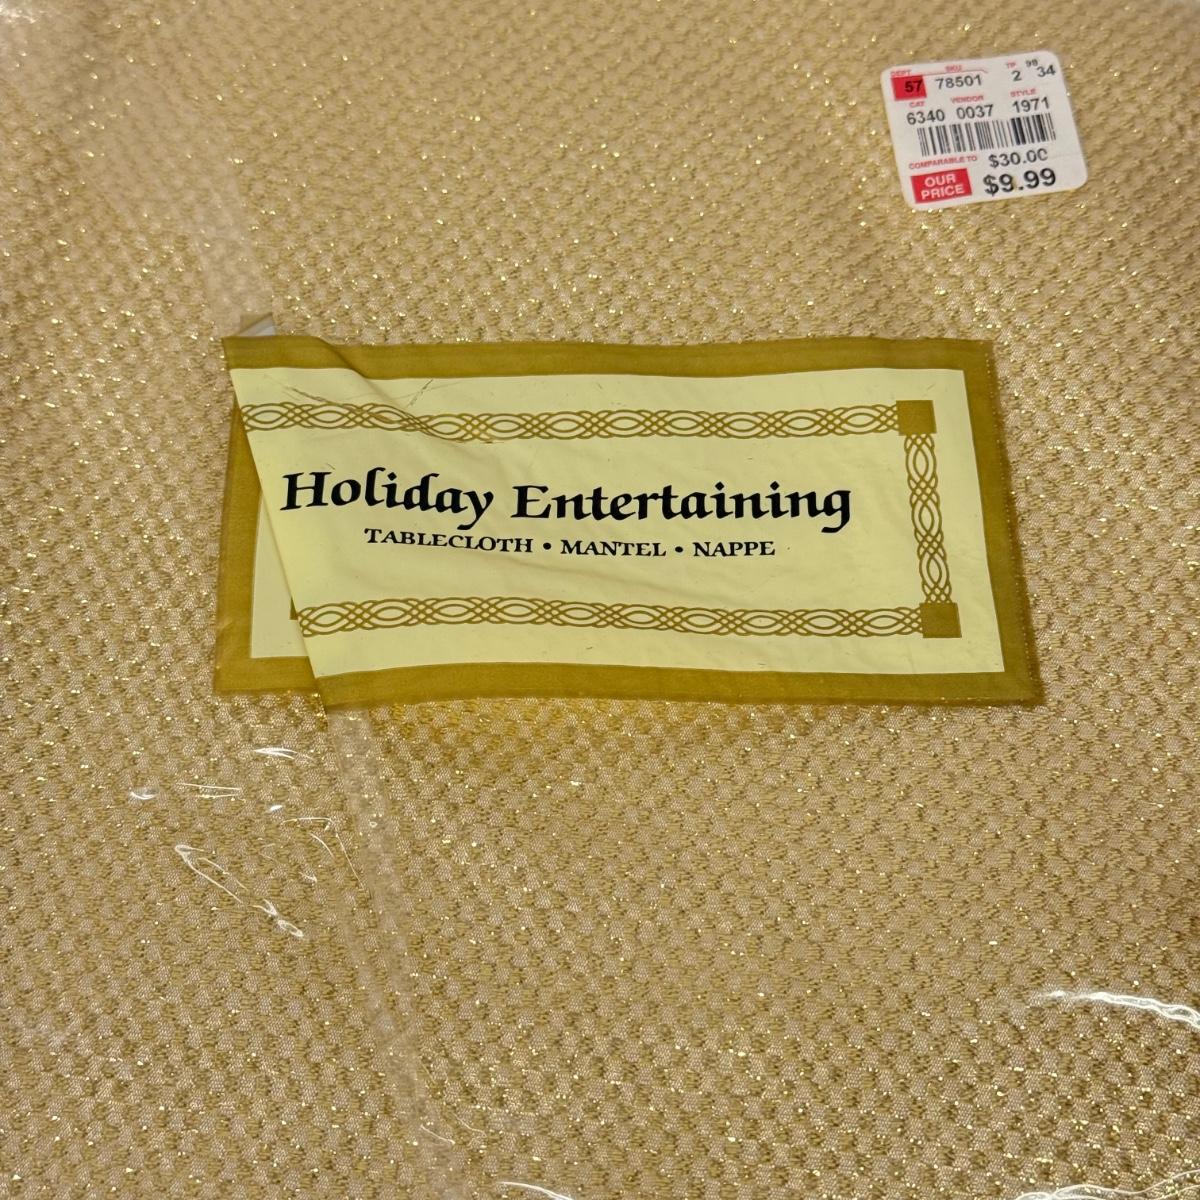 DEPT SKU TP 98
57 78501 2 34
CAT VENDOR STYLE
6340 0037 1971
COMPARABLE TO $30.00
OUR PRICE $9.99
Holiday Entertaining
TABLECLOTH • MANTEL • NAPPE